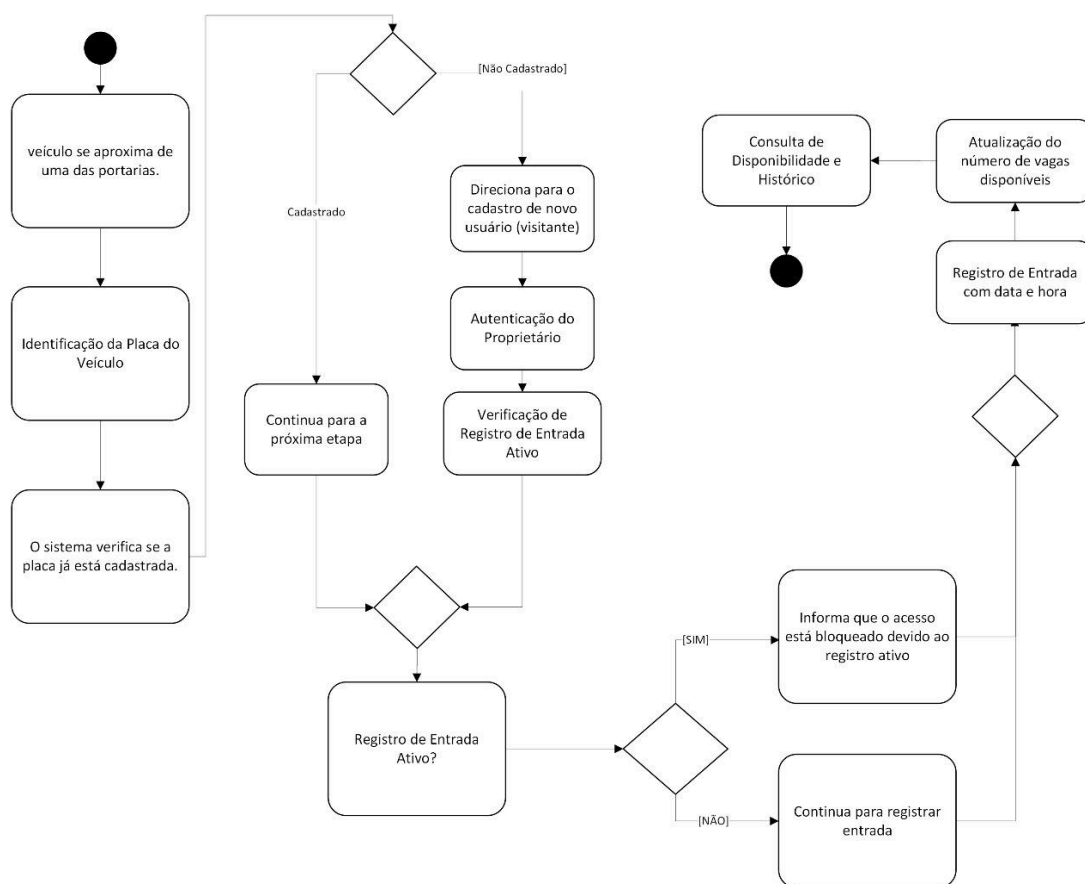 veículo se aproxima de
uma das portarias.
Identificação da Placa do
Veículo
O sistema verifica se a
placa já está cadastrada.
[Não Cadastrado]
Cadastrado
Direciona para o
cadastro de novo
usuário (visitante)
Autenticação do
Proprietário
Continua para a
próxima etapa
Verificação de
Registro de Entrada
Ativo
Registro de Entrada
Ativo?
[SIM]
Informa que o acesso
está bloqueado devido ao
registro ativo
[NÃO]
Continua para registrar
entrada
Registro de Entrada
com data e hora
Atualização do
número de vagas
disponíveis
Consulta de
Disponibilidade e
Histórico